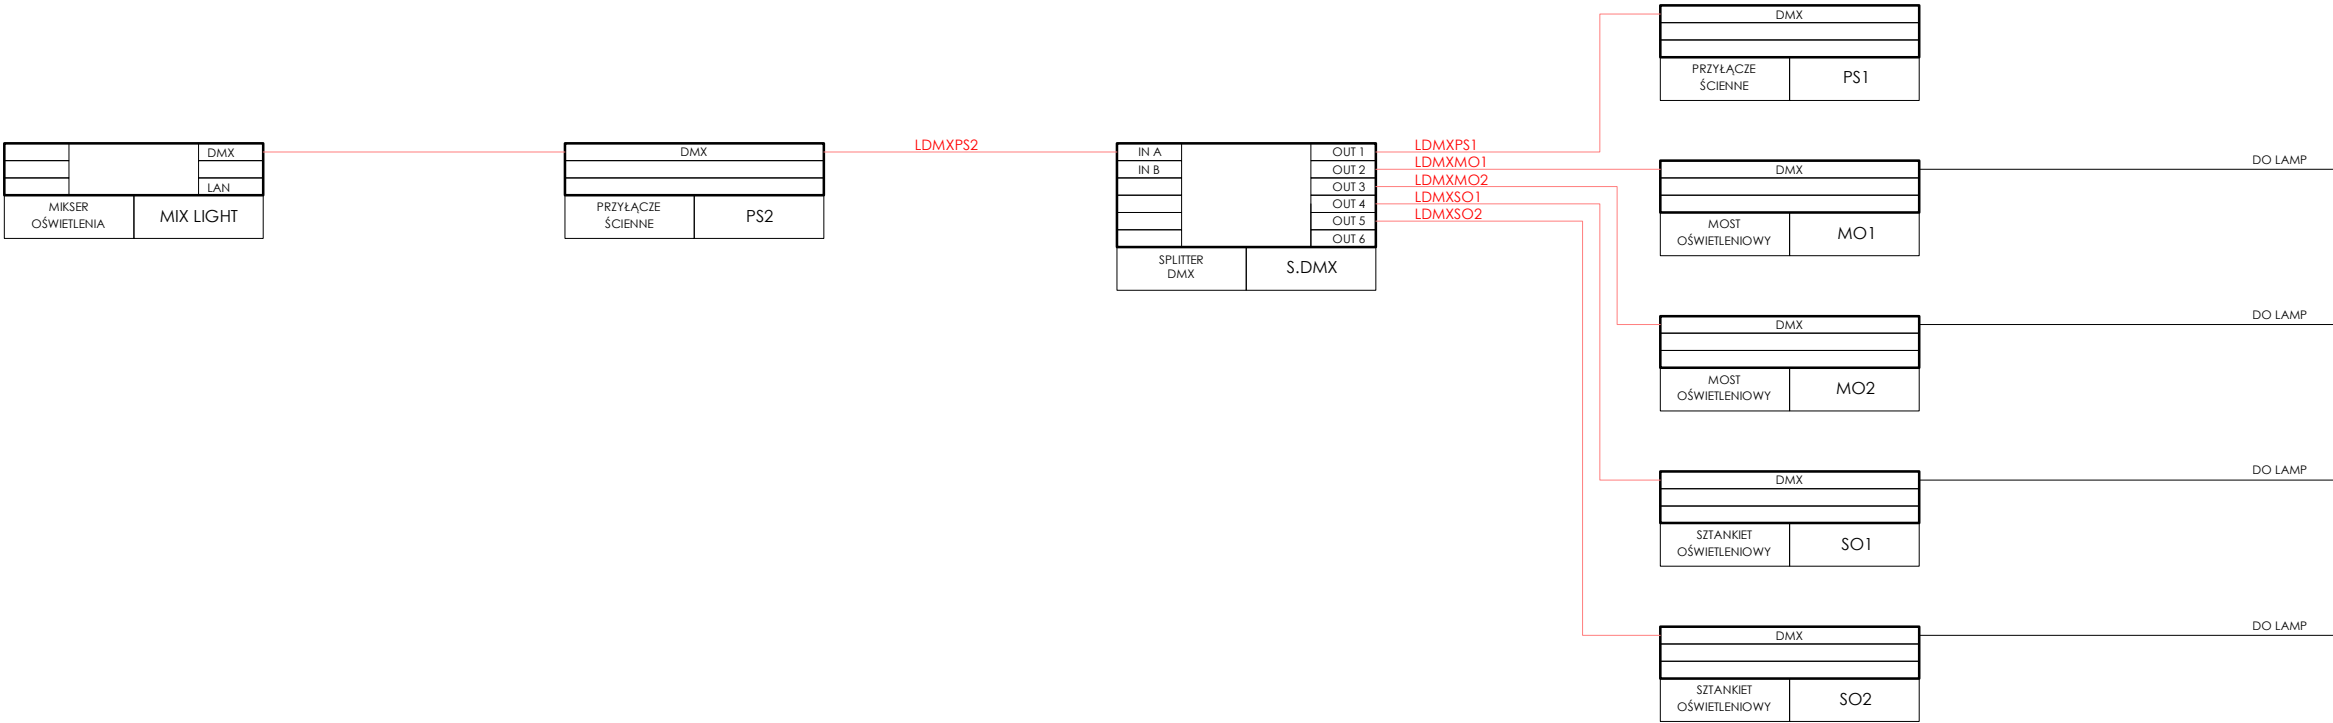 DMX
PRZYŁĄCZE
ŚCIENNE
PS1
DMX
LAN
MIKSER
OŚWIETLENIA
MIX LIGHT
DMX
PRZYŁĄCZE
ŚCIENNE
PS2
LDMXPS2
IN A
IN B
OUT 1
OUT 2
OUT 3
OUT 4
OUT 5
OUT 6
SPLITTER
DMX
S.DMX
LDMXPS1
LDMXMO1
LDMXMO2
LDMXSO1
LDMXSO2
DMX
DO LAMP
MOST
OŚWIETLENIOWY
MO1
DMX
DO LAMP
MOST
OŚWIETLENIOWY
MO2
DMX
DO LAMP
SZTANKIET
OŚWIETLENIOWY
SO1
DMX
DO LAMP
SZTANKIET
OŚWIETLENIOWY
SO2